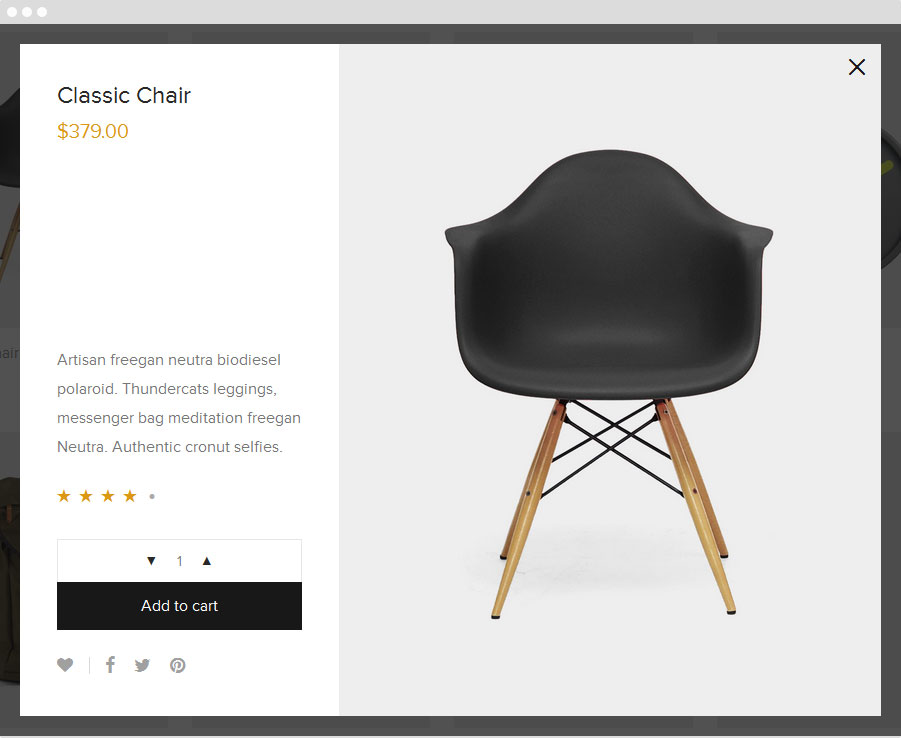 Classic Chair
$379.00
Artisan freegan neutra biodiesel
polaroid. Thundercats leggings,
messenger bag meditation freegan
Neutra. Authentic cronut selfies.
1
Add to cart